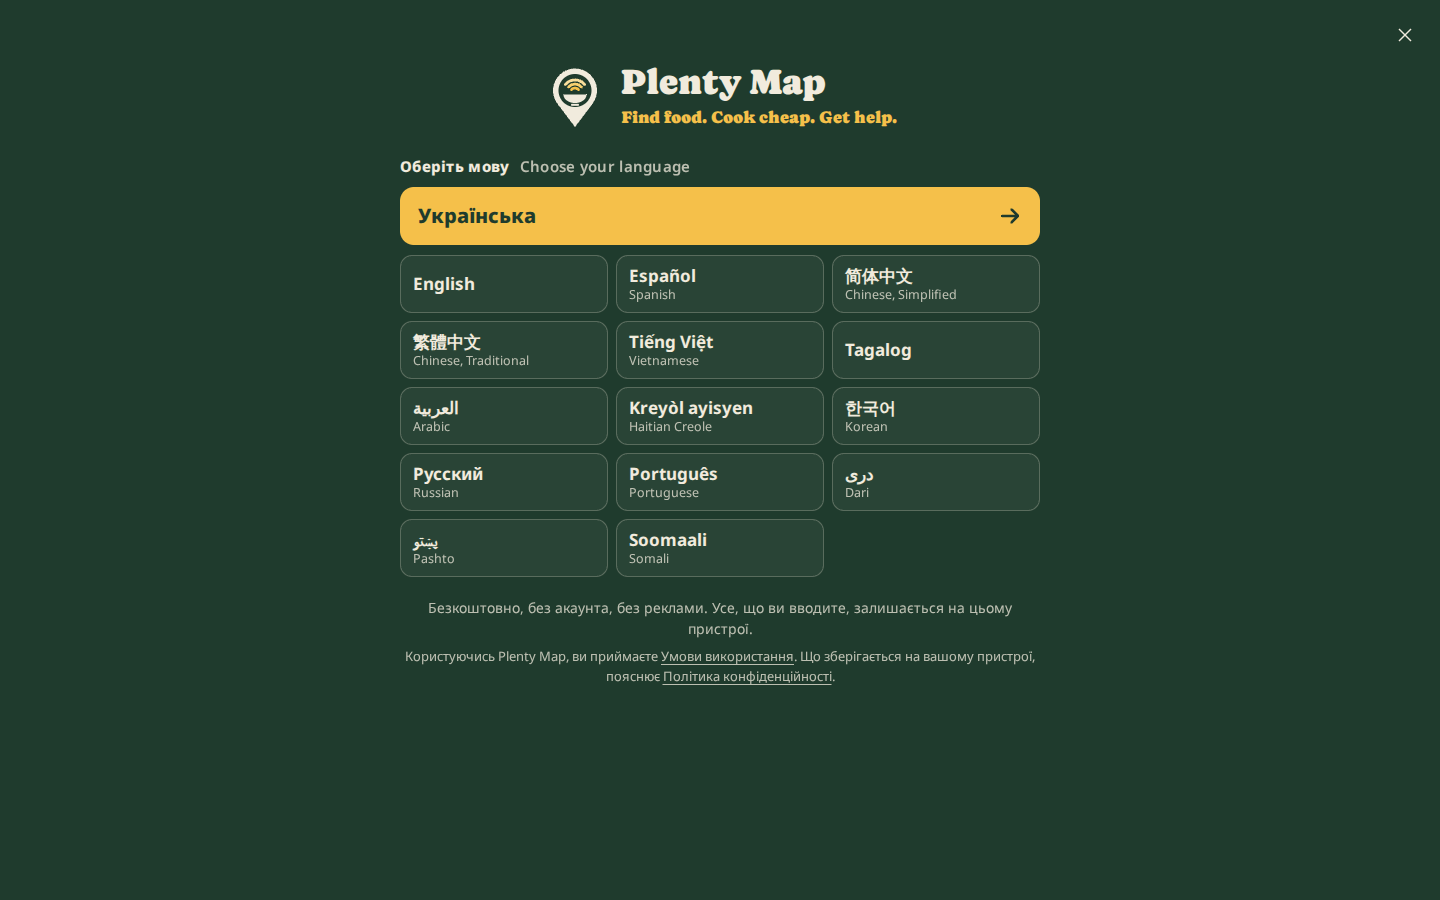 Plenty Map
Find food. Cook cheap. Get help.
Оберіть мову Choose your language
Українська
English
Español
Spanish
简体中文
Chinese, Simplified
繁體中文
Chinese, Traditional
Tiếng Việt
Vietnamese
Tagalog
العربية
Arabic
Kreyòl ayisyen
Haitian Creole
한국어
Korean
Русский
Russian
Português
Portuguese
دری
Dari
پښتو
Pashto
Soomaali
Somali
Безкоштовно, без акаунта, без реклами. Усе, що ви вводите, залишається на цьому
пристрої.
Користуючись Plenty Map, ви приймаєте Умови використання. Що зберігається на вашому пристрої,
пояснює Політика конфіденційності.